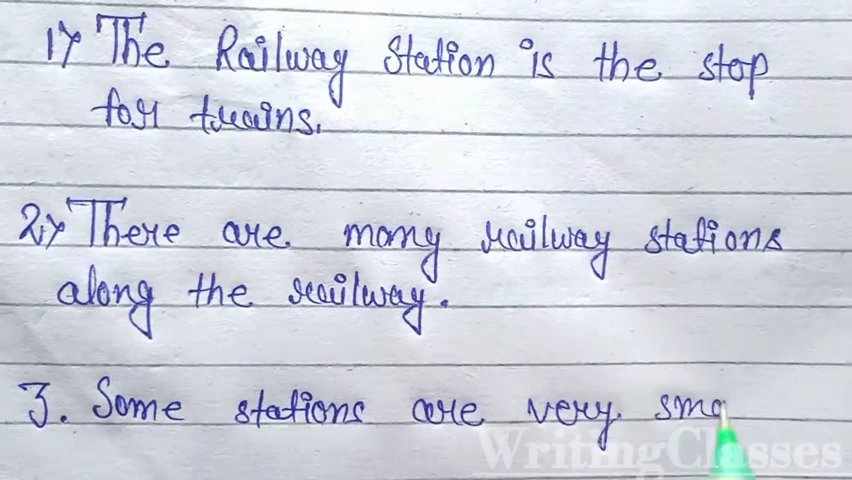 1) The Railway Station is the stop
for trains.
2) There are many railway stations
along the railway.
3. Some stations are very sma
WritingClasses